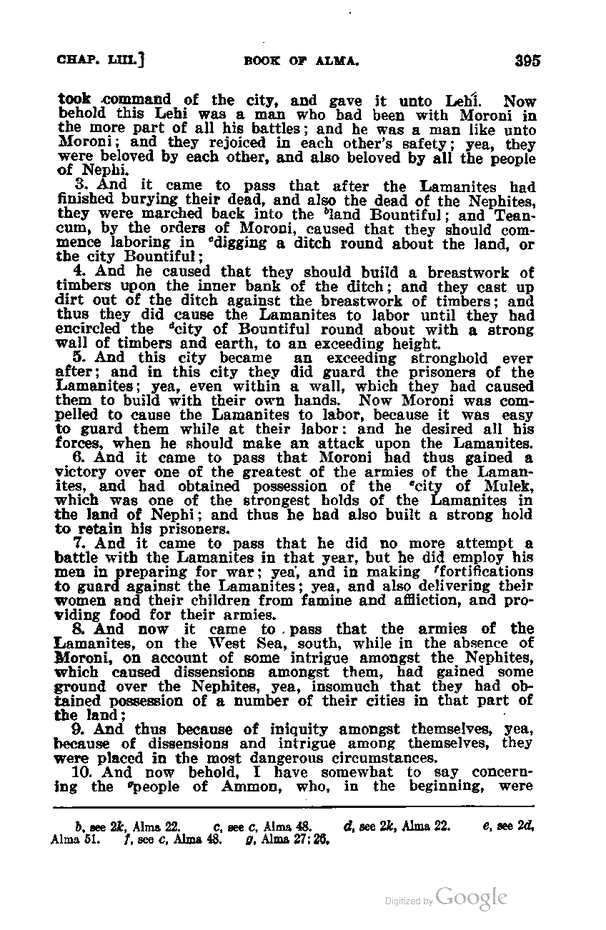 CHAP. LIII.] BOOK OF ALMA. 395
took command of the city, and gave it unto Lehi. Now
behold this Lehi was a man who had been with Moroni in
the more part of all his battles; and he was a man like unto
Moroni; and they rejoiced in each other's safety; yea, they
were beloved by each other, and also beloved by all the people
of Nephi.
3. And it came to pass that after the Lamanites had
finished burying their dead, and also the dead of the Nephites,
they were marched back into the bland Bountiful; and Tean-
cum, by the orders of Moroni, caused that they should com-
mence laboring in cdigging a ditch round about the land, or
the city Bountiful;
4. And he caused that they should build a breastwork of
timbers upon the inner bank of the ditch; and they cast up
dirt out of the ditch against the breastwork of timbers; and
thus they did cause the Lamanites to labor until they had
encircled the dcity of Bountiful round about with a strong
wall of timbers and earth, to an exceeding height.
5. And this city became an exceeding stronghold ever
after; and in this city they did guard the prisoners of the
Lamanites; yea, even within a wall, which they had caused
them to build with their own hands. Now Moroni was com-
pelled to cause the Lamanites to labor, because it was easy
to guard them while at their labor: and he desired all his
forces, when he should make an attack upon the Lamanites.
6. And it came to pass that Moroni had thus gained a
victory over one of the greatest of the armies of the Laman-
ites, and had obtained possession of the ecity of Mulek,
which was one of the strongest holds of the Lamanites in
the land of Nephi; and thus he had also built a strong hold
to retain his prisoners.
7. And it came to pass that he did no more attempt a
battle with the Lamanites in that year, but he did employ his
men in preparing for war; yea, and in making ffortifications
to guard against the Lamanites; yea, and also delivering their
women and their children from famine and affliction, and pro-
viding food for their armies.
8. And now it came to pass that the armies of the
Lamanites, on the West Sea, south, while in the absence of
Moroni, on account of some intrigue amongst the Nephites,
which caused dissensions amongst them, had gained some
ground over the Nephites, yea, insomuch that they had ob-
tained possession of a number of their cities in that part of
the land;
9. And thus because of iniquity amongst themselves, yea,
because of dissensions and intrigue among themselves, they
were placed in the most dangerous circumstances.
10. And now behold, I have somewhat to say concern-
ing the gpeople of Ammon, who, in the beginning, were
b, see 2k, Alma 22. c, see c, Alma 48. d, see 2k, Alma 22. e, see 2d,
Alma 51. f, see c, Alma 48. g, Alma 27:26.
Digitized by Google